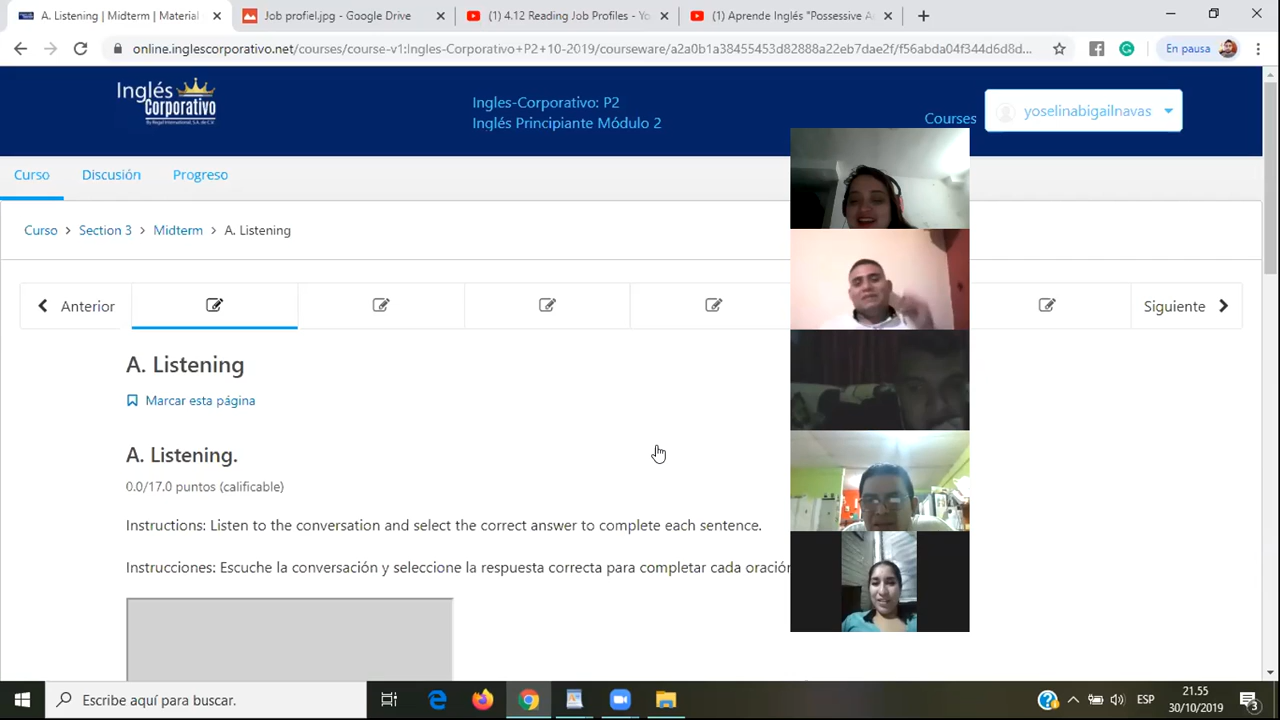 A. Listening | Midterm | Material
Job profiel.jpg - Google Drive
(1) 4.12 Reading Job Profiles - Yo
(1) Aprende Inglés "Possessive A
online.inglescorporativo.net/courses/course-v1:Ingles-Corporativo+P2+10-2019/courseware/a2a0b1a38455453d82888a22eb7dae2f/f56abda04f344d6d8d...
En pausa
Inglés
Corporativo
By Regal International, S.A. de C.V.
Ingles-Corporativo: P2
Inglés Principiante Módulo 2
Courses
yoselinabigailnavas
Curso
Discusión
Progreso
Curso > Section 3 > Midterm > A. Listening
Anterior
Siguiente
A. Listening
Marcar esta página
A. Listening.
0.0/17.0 puntos (calificable)
Instructions: Listen to the conversation and select the correct answer to complete each sentence.
Instrucciones: Escuche la conversación y seleccione la respuesta correcta para completar cada oración
Escribe aquí para buscar.
ESP
21.55
30/10/2019
3